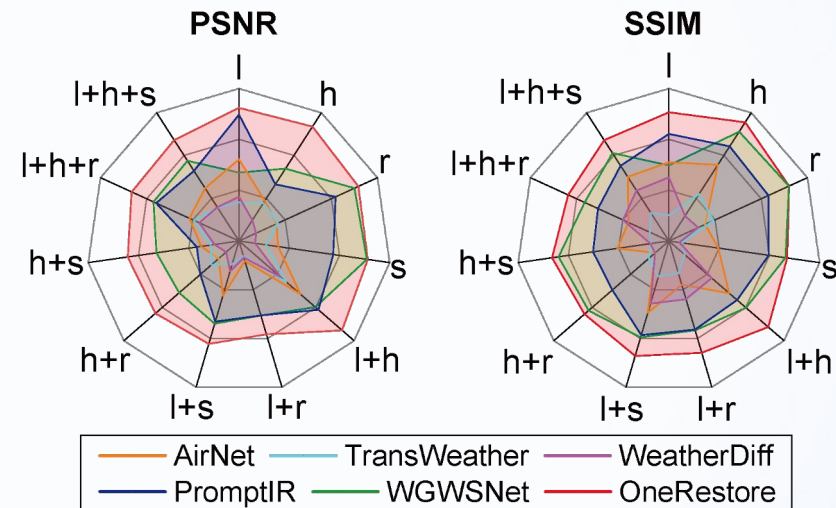 PSNR
l
h
r
s
l+h
l+r
l+s
h+r
h+s
l+h+r
l+h+s
SSIM
l
h
r
s
l+h
l+r
l+s
h+r
h+s
l+h+r
l+h+s
AirNet TransWeather WeatherDiff
PromptIR WGWSNet OneRestore